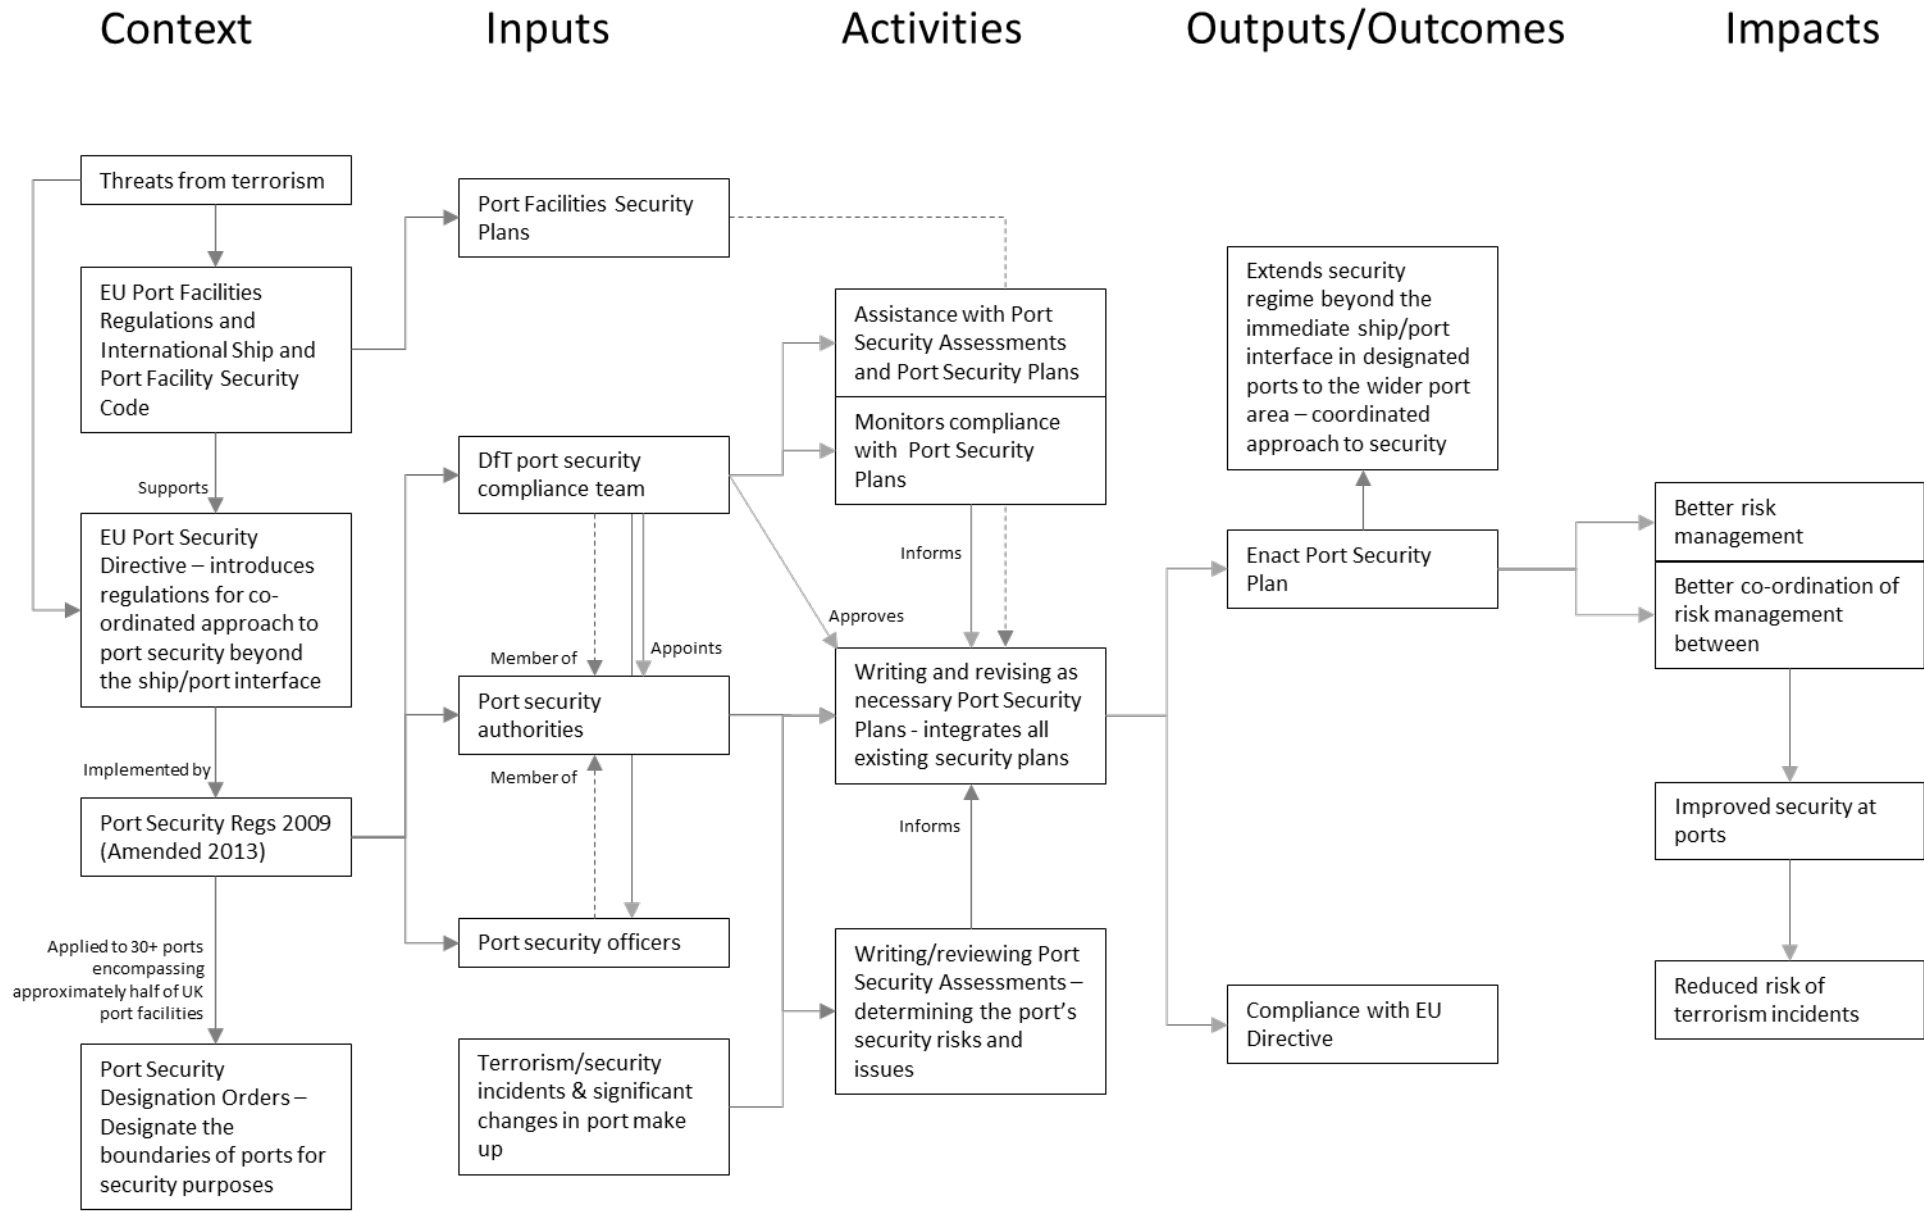 Context
Inputs
Activities
Outputs/Outcomes
Impacts
Threats from terrorism
EU Port Facilities
Regulations and
International Ship and
Port Facility Security
Code
Supports
EU Port Security
Directive – introduces
regulations for co-
ordinated approach to
port security beyond
the ship/port interface
Implemented by
Port Security Regs 2009
(Amended 2013)
Applied to 30+ ports
encompassing
approximately half of UK
port facilities
Port Security
Designation Orders –
Designate the
boundaries of ports for
security purposes
Port Facilities Security
Plans
DfT port security
compliance team
Member of
Appoints
Port security
authorities
Member of
Port security officers
Terrorism/security
incidents & significant
changes in port make
up
Assistance with Port
Security Assessments
and Port Security Plans
Monitors compliance
with Port Security
Plans
Informs
Approves
Writing and revising as
necessary Port Security
Plans - integrates all
existing security plans
Informs
Writing/reviewing Port
Security Assessments –
determining the port's
security risks and
issues
Extends security
regime beyond the
immediate ship/port
interface in designated
ports to the wider port
area – coordinated
approach to security
Enact Port Security
Plan
Compliance with EU
Directive
Better risk
management
Better co-ordination of
risk management
between
Improved security at
ports
Reduced risk of
terrorism incidents